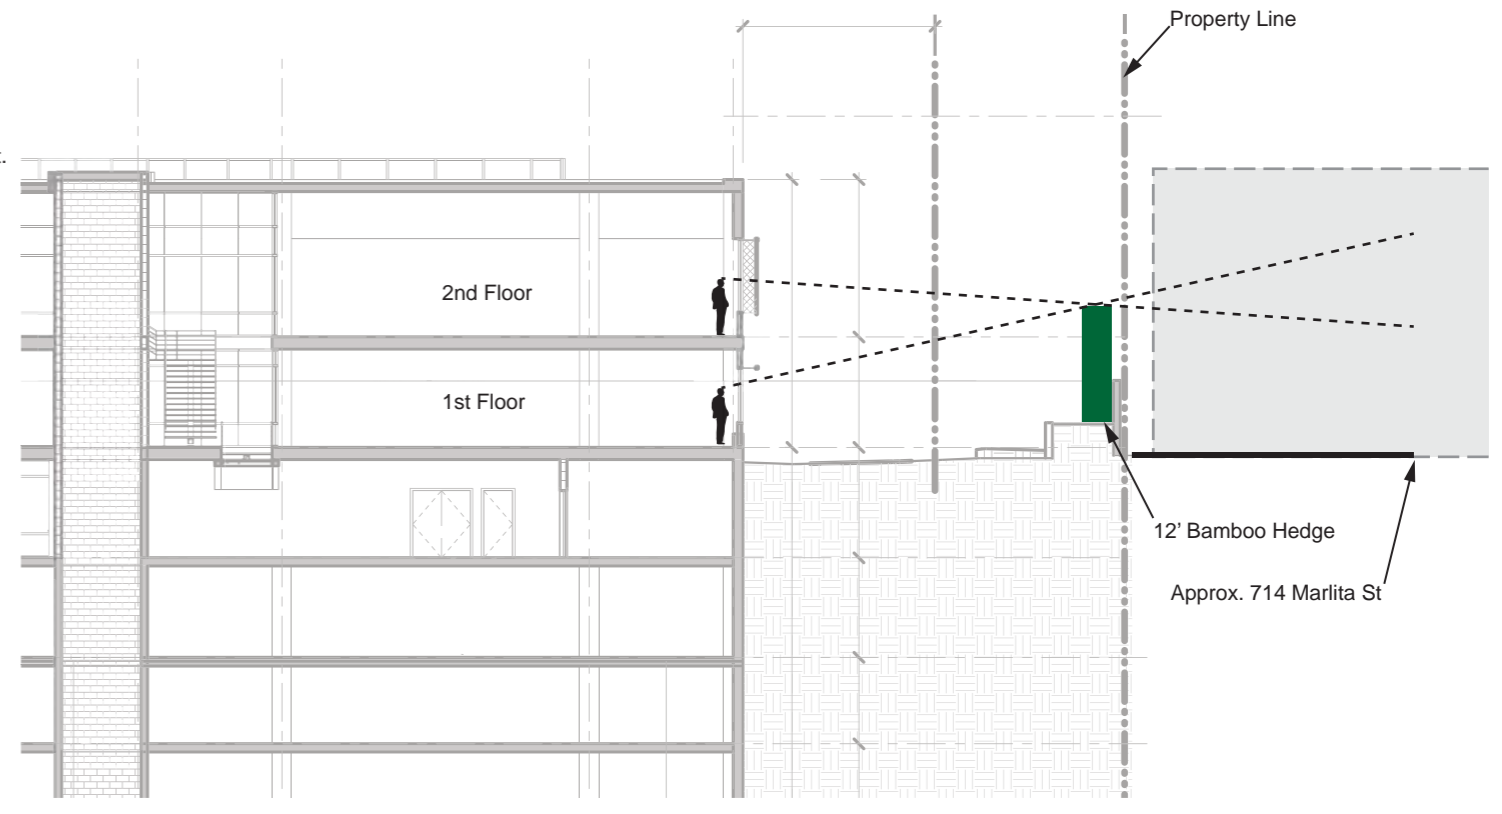 Property Line
2nd Floor
1st Floor
12’ Bamboo Hedge
Approx. 714 Marlita St